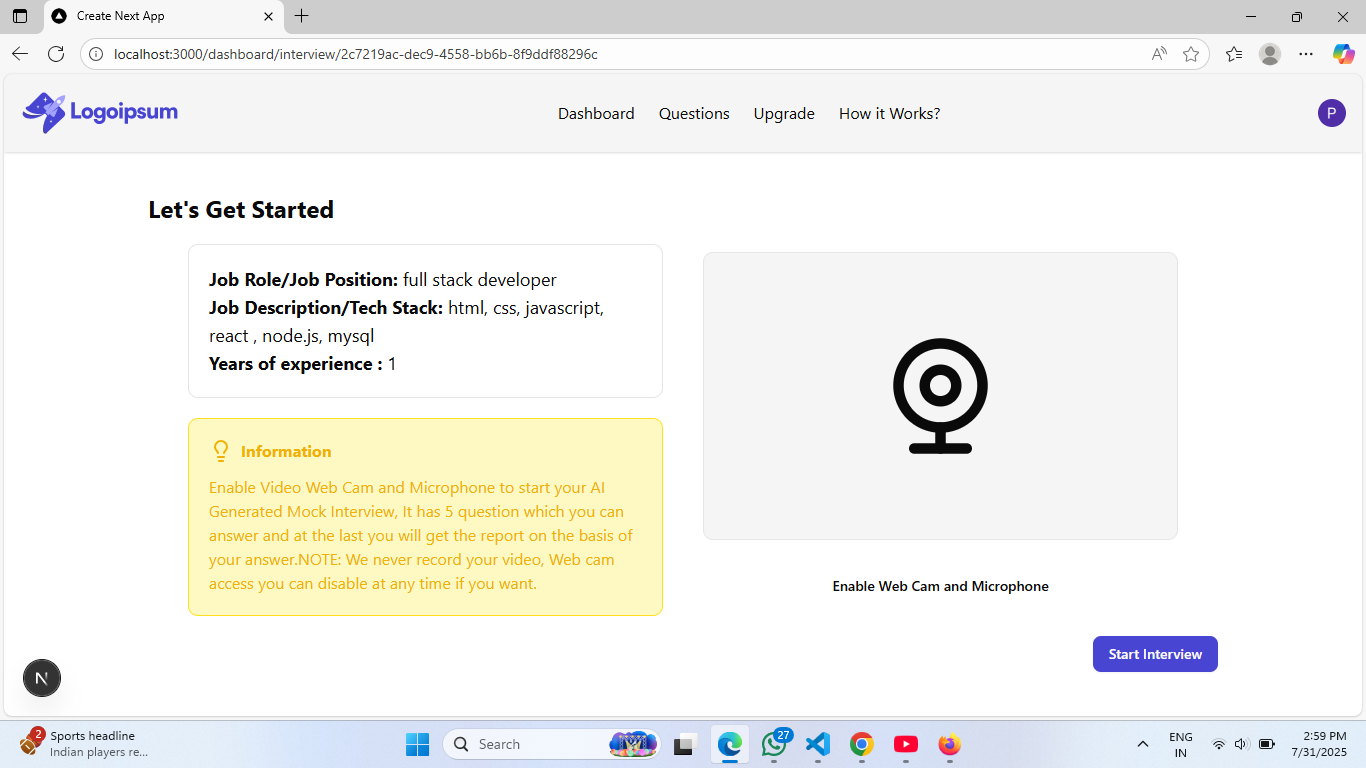 Create Next App
localhost:3000/dashboard/interview/2c7219ac-dec9-4558-bb6b-8f9ddf88296c
Logoipsum
Dashboard Questions Upgrade How it Works?
P
Let's Get Started
Job Role/Job Position: full stack developer
Job Description/Tech Stack: html, css, javascript,
react , node.js, mysql
Years of experience : 1
Information
Enable Video Web Cam and Microphone to start your AI
Generated Mock Interview, It has 5 question which you can
answer and at the last you will get the report on the basis of
your answer.NOTE: We never record your video, Web cam
access you can disable at any time if you want.
Enable Web Cam and Microphone
Start Interview
N
2
Sports headline
Indian players re...
Search
27
ENG
IN
2:59 PM
7/31/2025